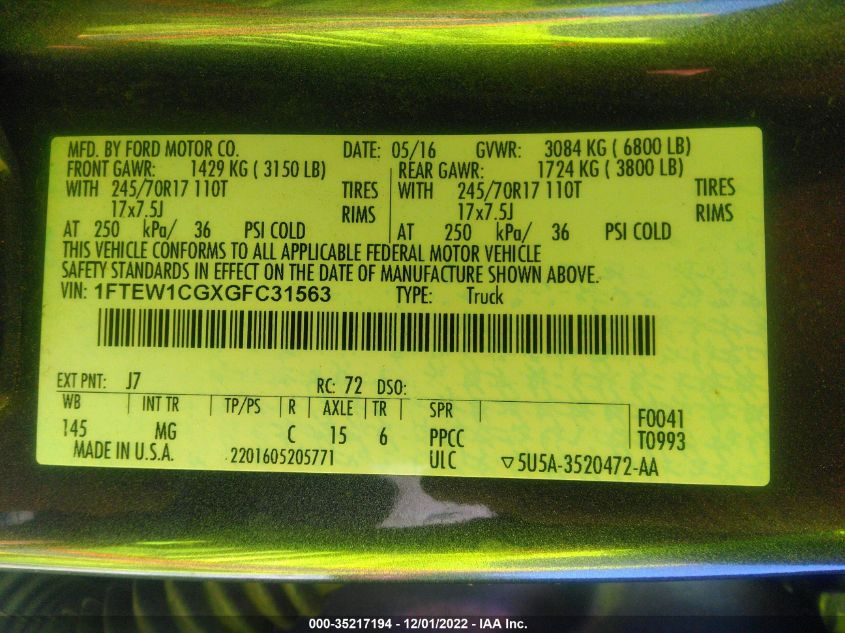 MFD. BY FORD MOTOR CO. DATE: 05/16 GVWR: 3084 KG ( 6800 LB)
FRONT GAWR: 1429 KG ( 3150 LB) REAR GAWR: 1724 KG ( 3800 LB)
WITH 245/70R17 110T TIRES WITH 245/70R17 110T TIRES
17x7.5J RIMS 17x7.5J RIMS
AT 250 kPa/ 36 PSI COLD AT 250 kPa/ 36 PSI COLD
THIS VEHICLE CONFORMS TO ALL APPLICABLE FEDERAL MOTOR VEHICLE
SAFETY STANDARDS IN EFFECT ON THE DATE OF MANUFACTURE SHOWN ABOVE.
VIN: 1FTEW1CGXGFC31563 TYPE: Truck
EXT PNT: J7 RC: 72 DSO:
WB INT TR TP/PS R AXLE TR SPR F0041
145 MG C 15 6 PPCC T0993
MADE IN U.S.A. 2201605205771 ULC ▽5U5A-3520472-AA
000-35217194 - 12/01/2022 - IAA Inc.